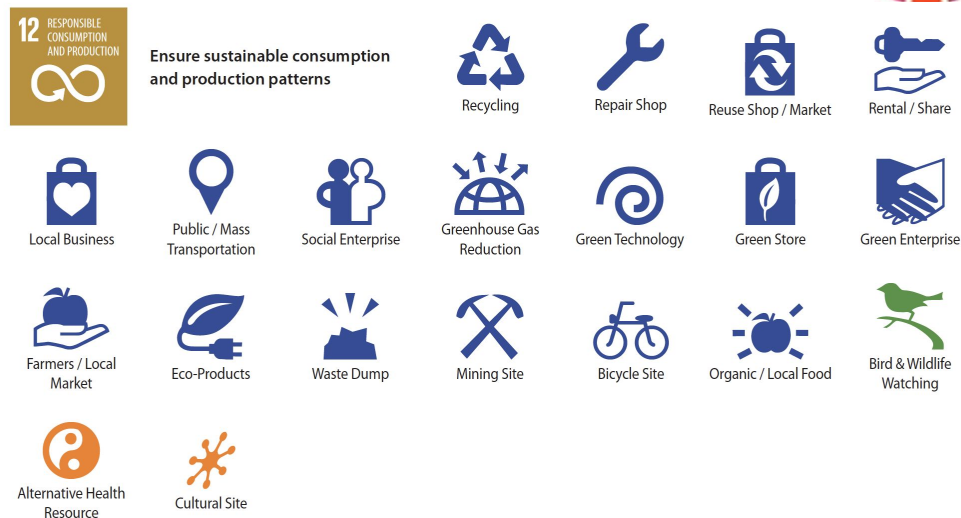 12 RESPONSIBLE
CONSUMPTION
AND PRODUCTION
Ensure sustainable consumption
and production patterns
Recycling
Repair Shop
Reuse Shop / Market
Rental / Share
Local Business
Public / Mass
Transportation
Social Enterprise
Greenhouse Gas
Reduction
Green Technology
Green Store
Green Enterprise
Farmers / Local
Market
Eco-Products
Waste Dump
Mining Site
Bicycle Site
Organic / Local Food
Bird & Wildlife
Watching
Alternative Health
Resource
Cultural Site